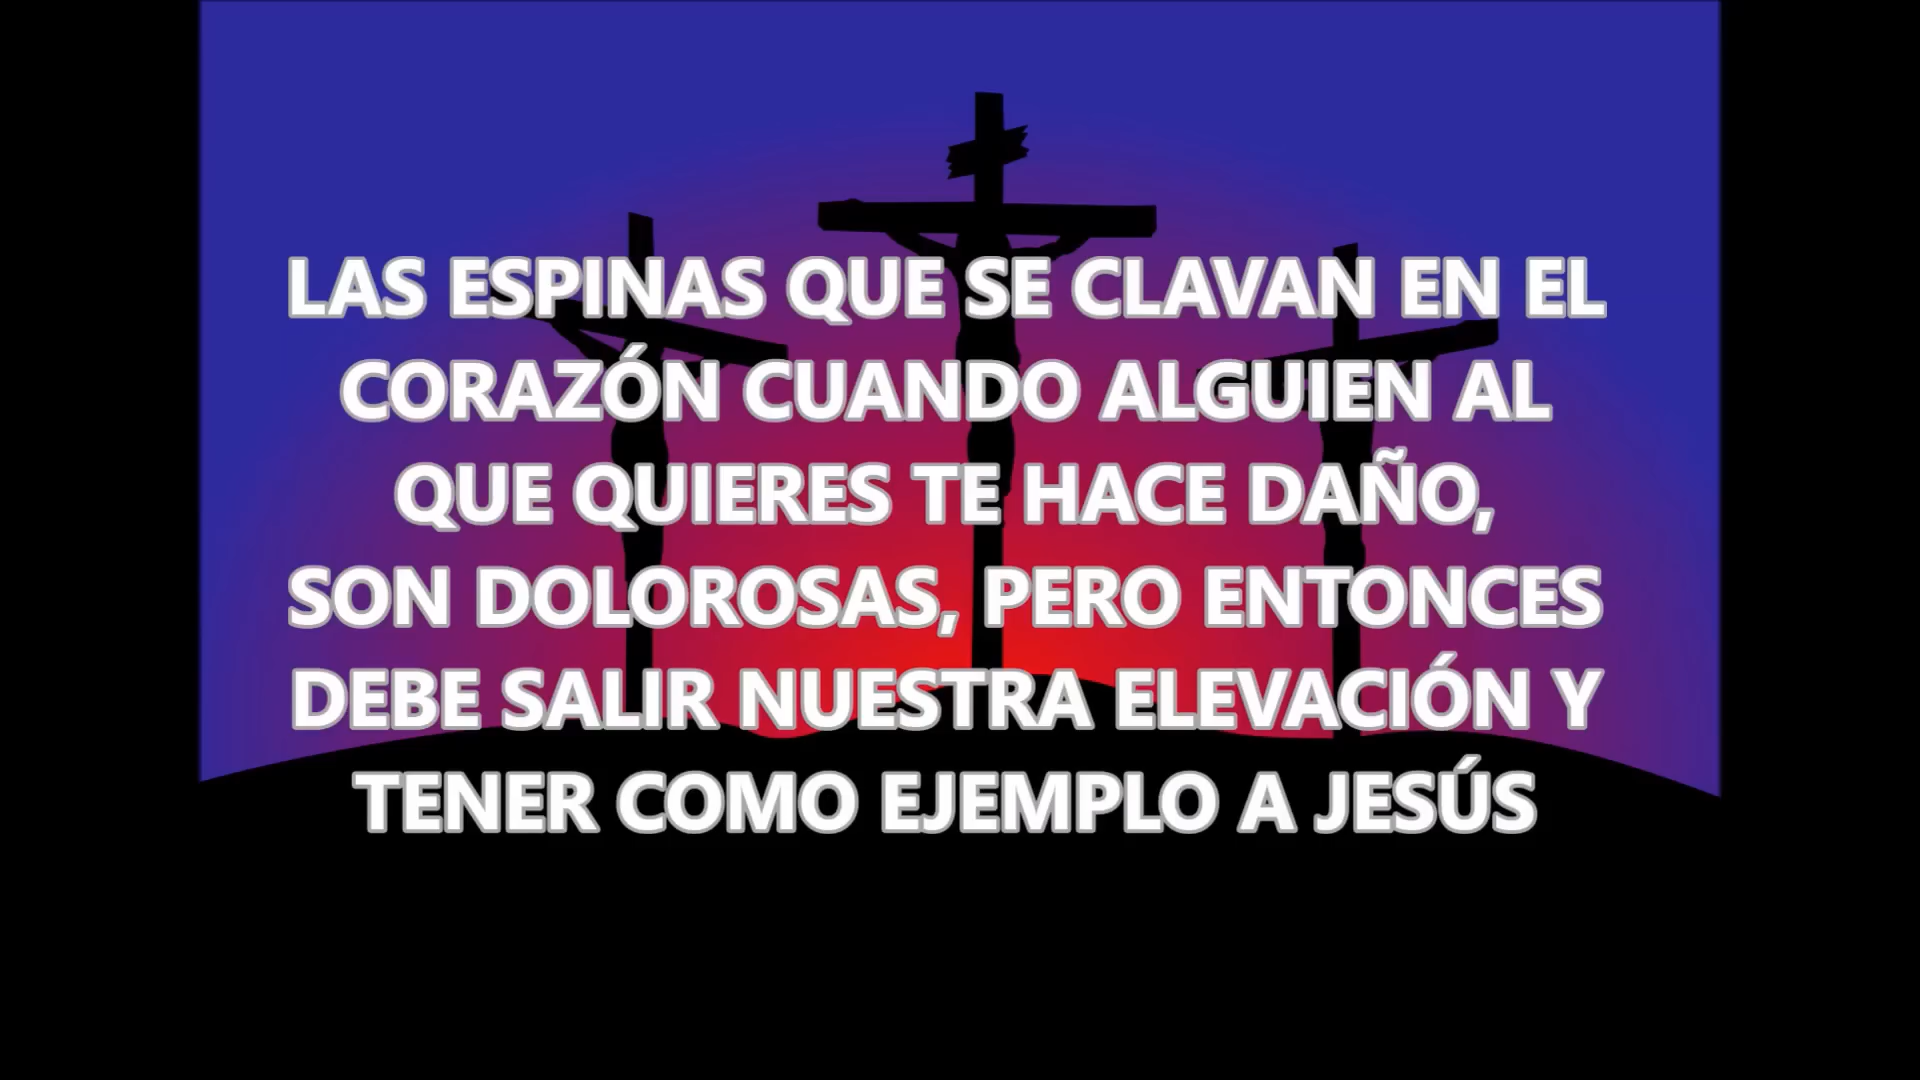 LAS ESPINAS QUE SE CLAVAN EN EL
CORAZÓN CUANDO ALGUIEN AL
QUE QUIERES TE HACE DAÑO,
SON DOLOROSAS, PERO ENTONCES
DEBE SALIR NUESTRA ELEVACIÓN Y
TENER COMO EJEMPLO A JESÚS